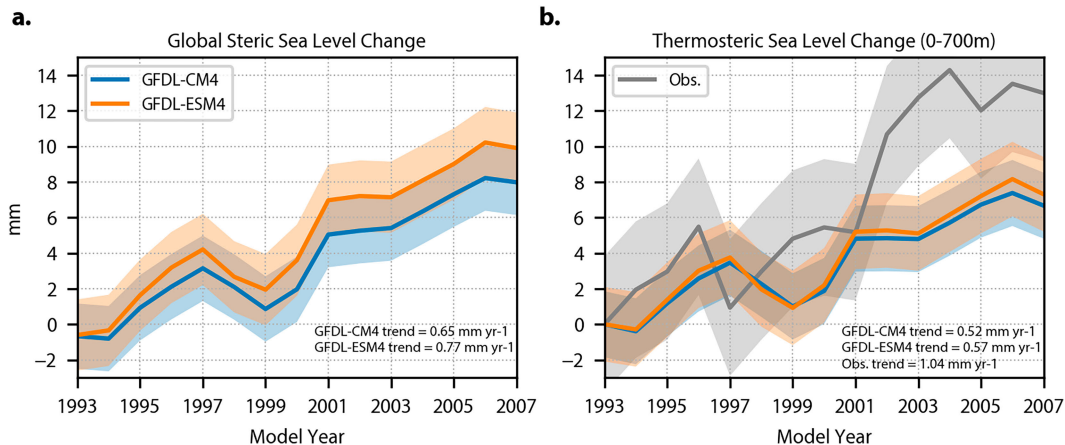 a.
Global Steric Sea Level Change
GFDL-CM4
GFDL-ESM4
14
12
10
8
6
4
2
0
−2
mm
GFDL-CM4 trend = 0.65 mm yr-1
GFDL-ESM4 trend = 0.77 mm yr-1
1993 1995 1997 1999 2001 2003 2005 2007
Model Year
b.
Thermosteric Sea Level Change (0-700m)
Obs.
14
12
10
8
6
4
2
0
−2
GFDL-CM4 trend = 0.52 mm yr-1
GFDL-ESM4 trend = 0.57 mm yr-1
Obs. trend = 1.04 mm yr-1
1993 1995 1997 1999 2001 2003 2005 2007
Model Year